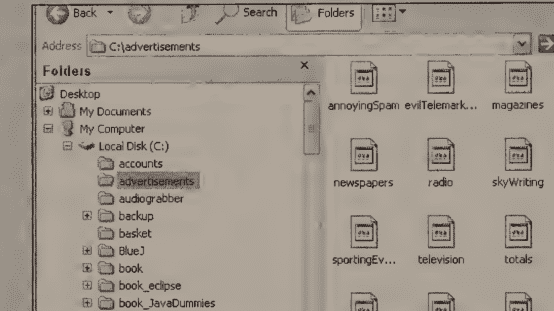 Back Search Folders
Address C:\advertisements
Folders
Desktop
My Documents
My Computer
Local Disk (C:)
accounts
advertisements
audiograbber
backup
basket
BlueJ
book
book_eclipse
book_JavaDummies
annoyingSpam evilTelemark... magazines
newspapers radio skyWriting
sportingEv... television totals